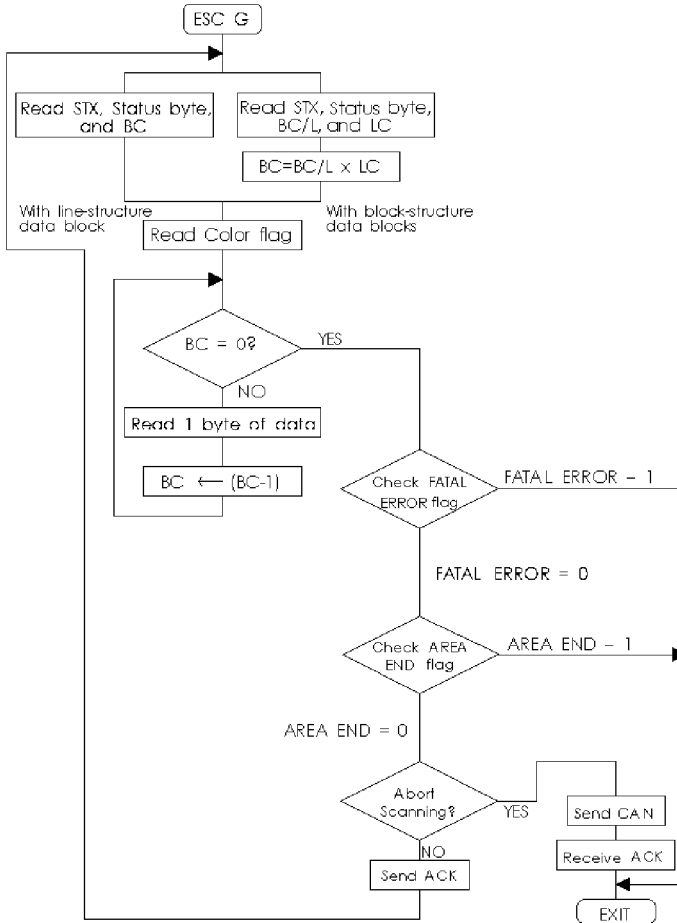 ESC G
Read STX, Status byte,
and BC
Read STX, Status byte,
BC/L, and LC
BC=BC/L x LC
With line-structure
data block
With block-structure
data blocks
Read Color flag
BC = 0?
YES
NO
Read 1 byte of data
BC ← (BC-1)
Check FATAL
ERROR flag
FATAL ERROR - 1
FATAL ERROR = 0
Check AREA
END flag
AREA END - 1
AREA END = 0
Abort
Scanning?
YES
NO
Send CAN
Receive ACK
Send ACK
EXIT